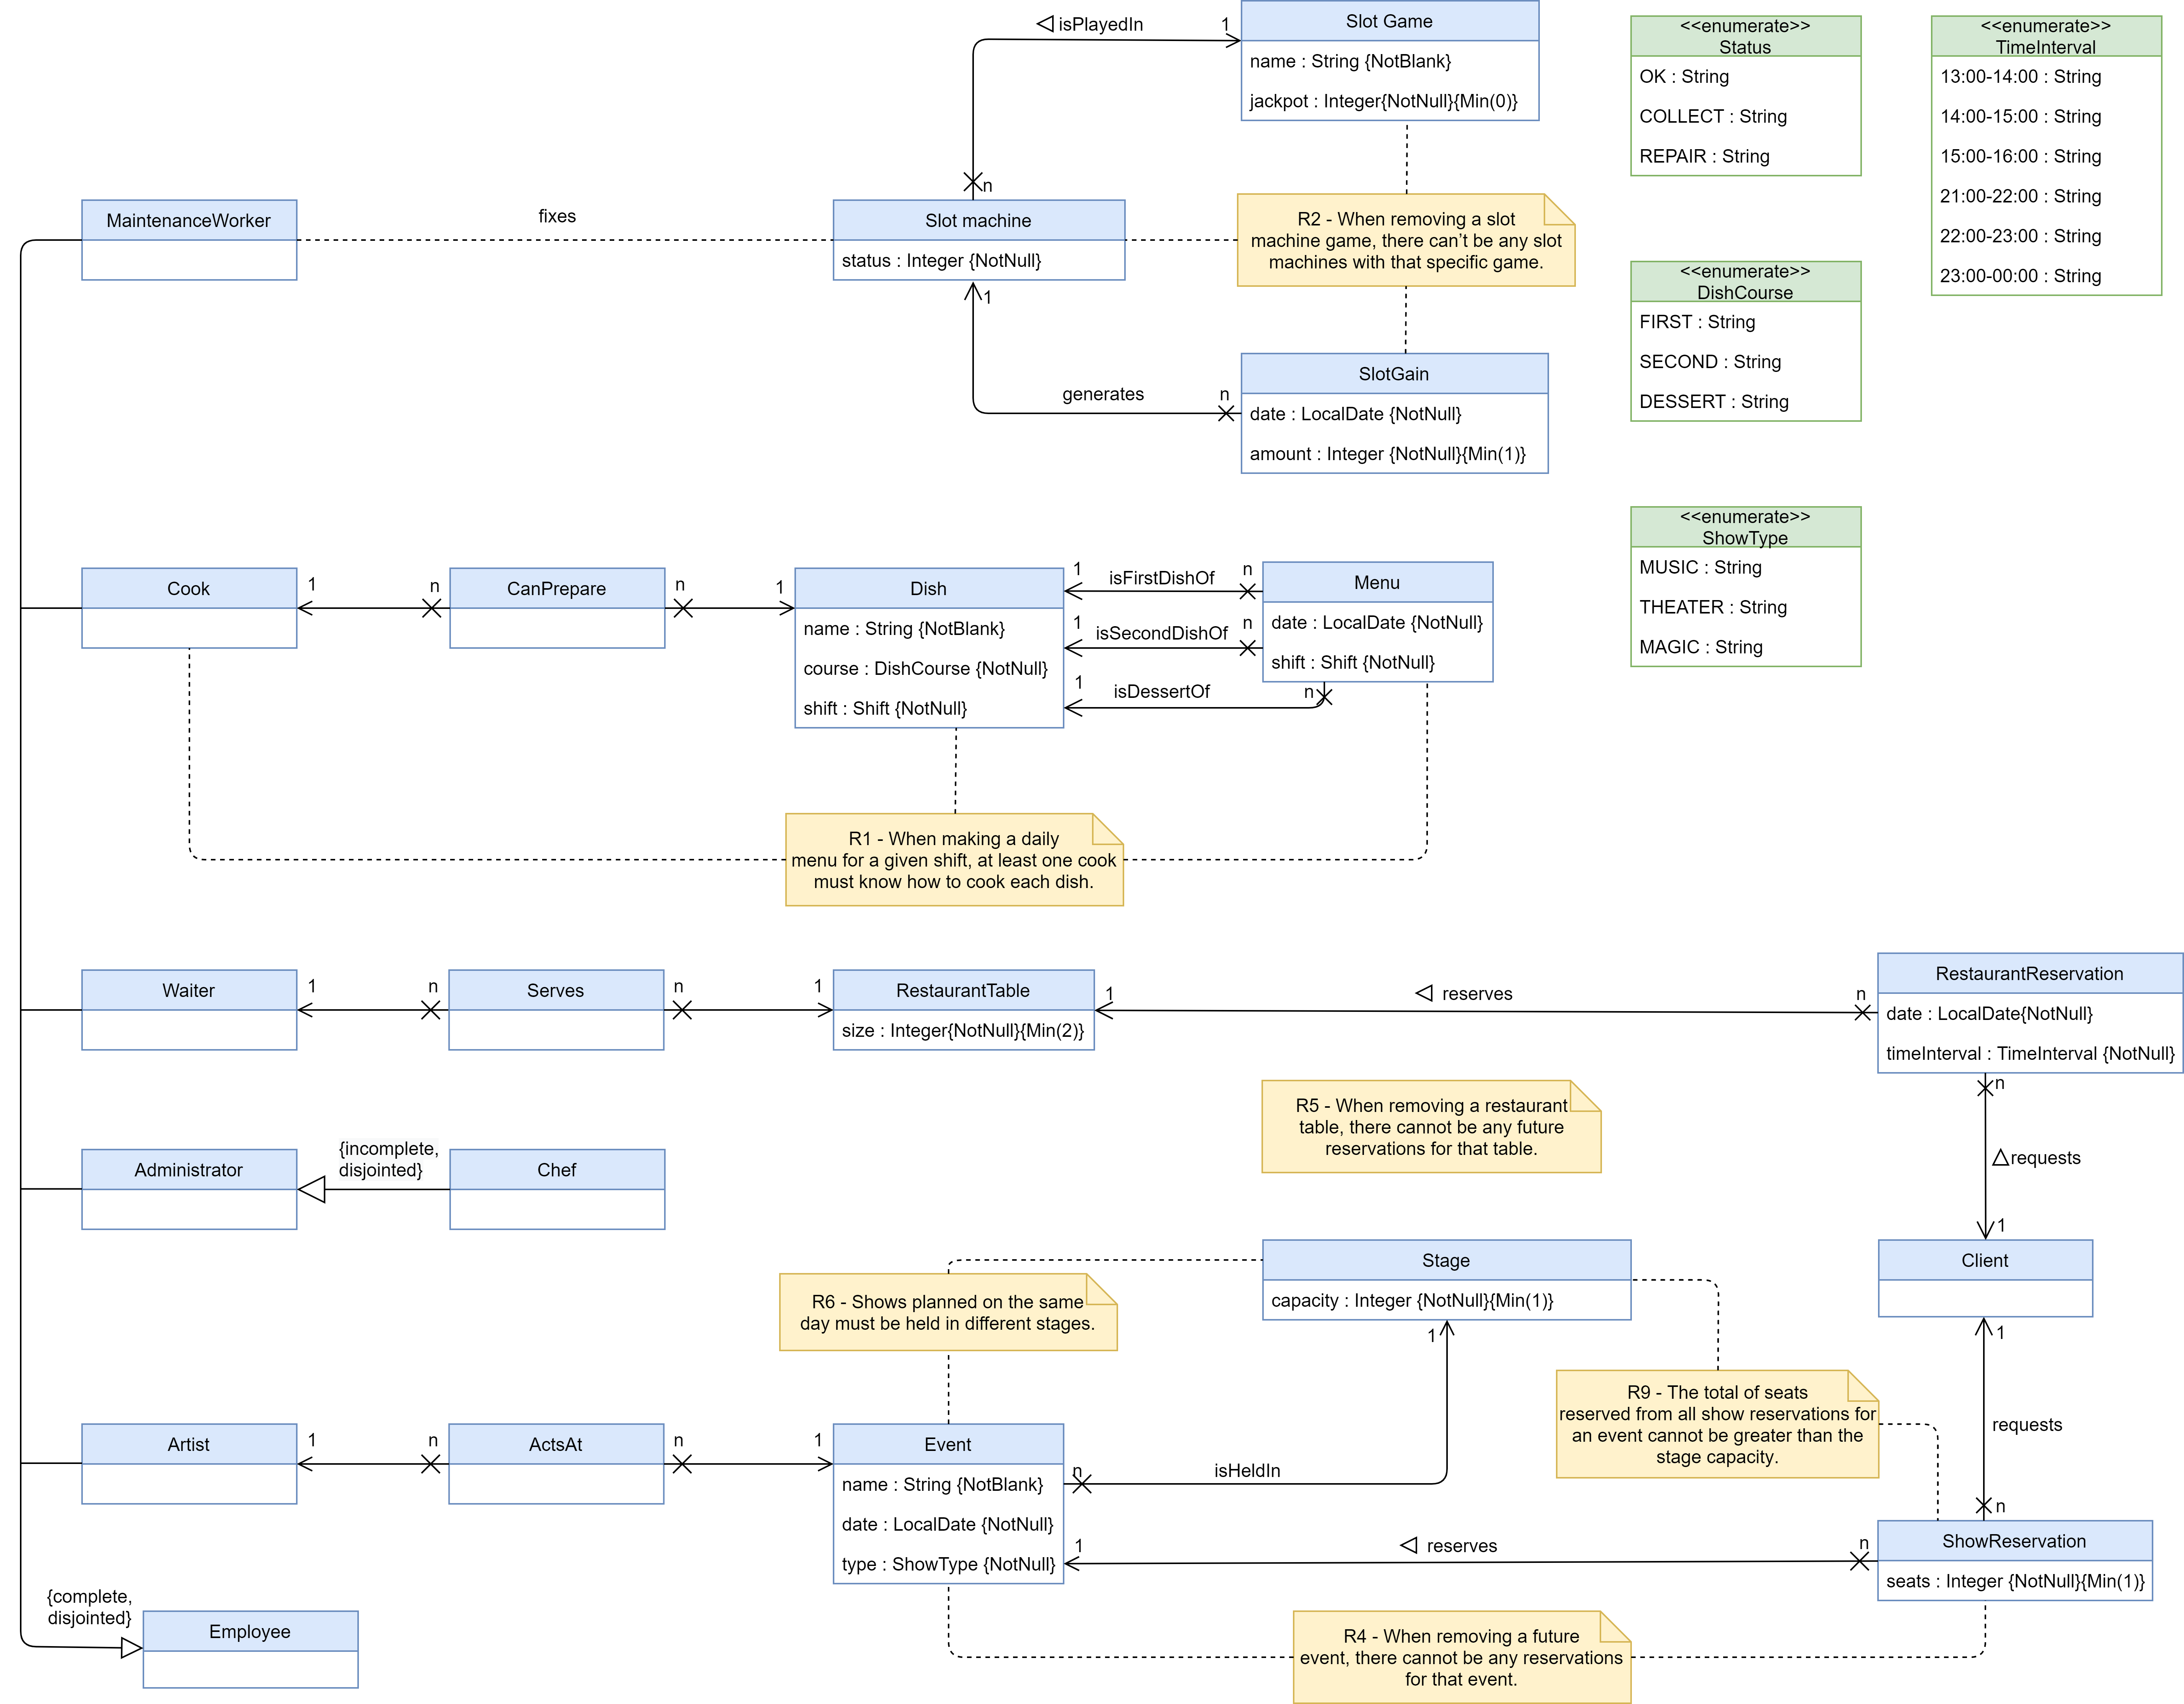 isPlayedIn
1
n
Slot Game
name : String {NotBlank}
jackpot : Integer{NotNull}{Min(0)}
<<enumerate>>
Status
OK : String
COLLECT : String
REPAIR : String
<<enumerate>>
TimeInterval
13:00-14:00 : String
14:00-15:00 : String
15:00-16:00 : String
21:00-22:00 : String
22:00-23:00 : String
23:00-00:00 : String
MaintenanceWorker
fixes
Slot machine
status : Integer {NotNull}
R2 - When removing a slot
machine game, there can't be any slot
machines with that specific game.
<<enumerate>>
DishCourse
FIRST : String
SECOND : String
DESSERT : String
1
generates
n
SlotGain
date : LocalDate {NotNull}
amount : Integer {NotNull}{Min(1)}
<<enumerate>>
ShowType
MUSIC : String
THEATER : String
MAGIC : String
Cook
1
n
CanPrepare
n
1
Dish
name : String {NotBlank}
course : DishCourse {NotNull}
shift : Shift {NotNull}
1
isFirstDishOf
n
1
isSecondDishOf
n
1
isDessertOf
n
Menu
date : LocalDate {NotNull}
shift : Shift {NotNull}
R1 - When making a daily
menu for a given shift, at least one cook
must know how to cook each dish.
Waiter
1
n
Serves
n
1
RestaurantTable
size : Integer{NotNull}{Min(2)}
1
reserves
n
RestaurantReservation
date : LocalDate{NotNull}
timeInterval : TimeInterval {NotNull}
n
requests
1
R5 - When removing a restaurant
table, there cannot be any future
reservations for that table.
Administrator
{incomplete,
disjointed}
Chef
Client
R6 - Shows planned on the same
day must be held in different stages.
Stage
capacity : Integer {NotNull}{Min(1)}
1
R9 - The total of seats
reserved from all show reservations for
an event cannot be greater than the
stage capacity.
1
requests
n
Artist
1
n
ActsAt
n
1
Event
name : String {NotBlank}
date : LocalDate {NotNull}
type : ShowType {NotNull}
n
isHeldIn
1
reserves
n
ShowReservation
seats : Integer {NotNull}{Min(1)}
{complete,
disjointed}
Employee
R4 - When removing a future
event, there cannot be any reservations
for that event.